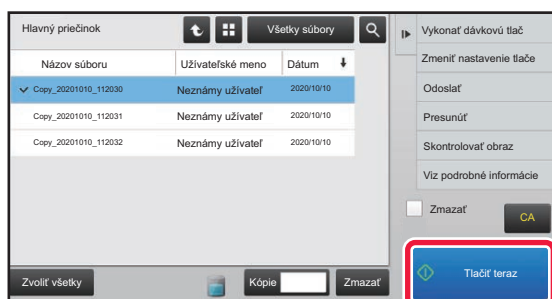 Hlavný priečinok
Všetky súbory
Názov súboru Užívateľské meno Dátum
Copy_20201010_112030 Neznámy užívateľ 2020/10/10
Copy_20201010_112031 Neznámy užívateľ 2020/10/10
Copy_20201010_112032 Neznámy užívateľ 2020/10/10
Zvoliť všetky
Kópie
Zmazať
Vykonať dávkovú tlač
Zmeniť nastavenie tlače
Odoslať
Presunúť
Skontrolovať obraz
Viz podrobné informácie
Zmazať
CA
Tlačiť teraz